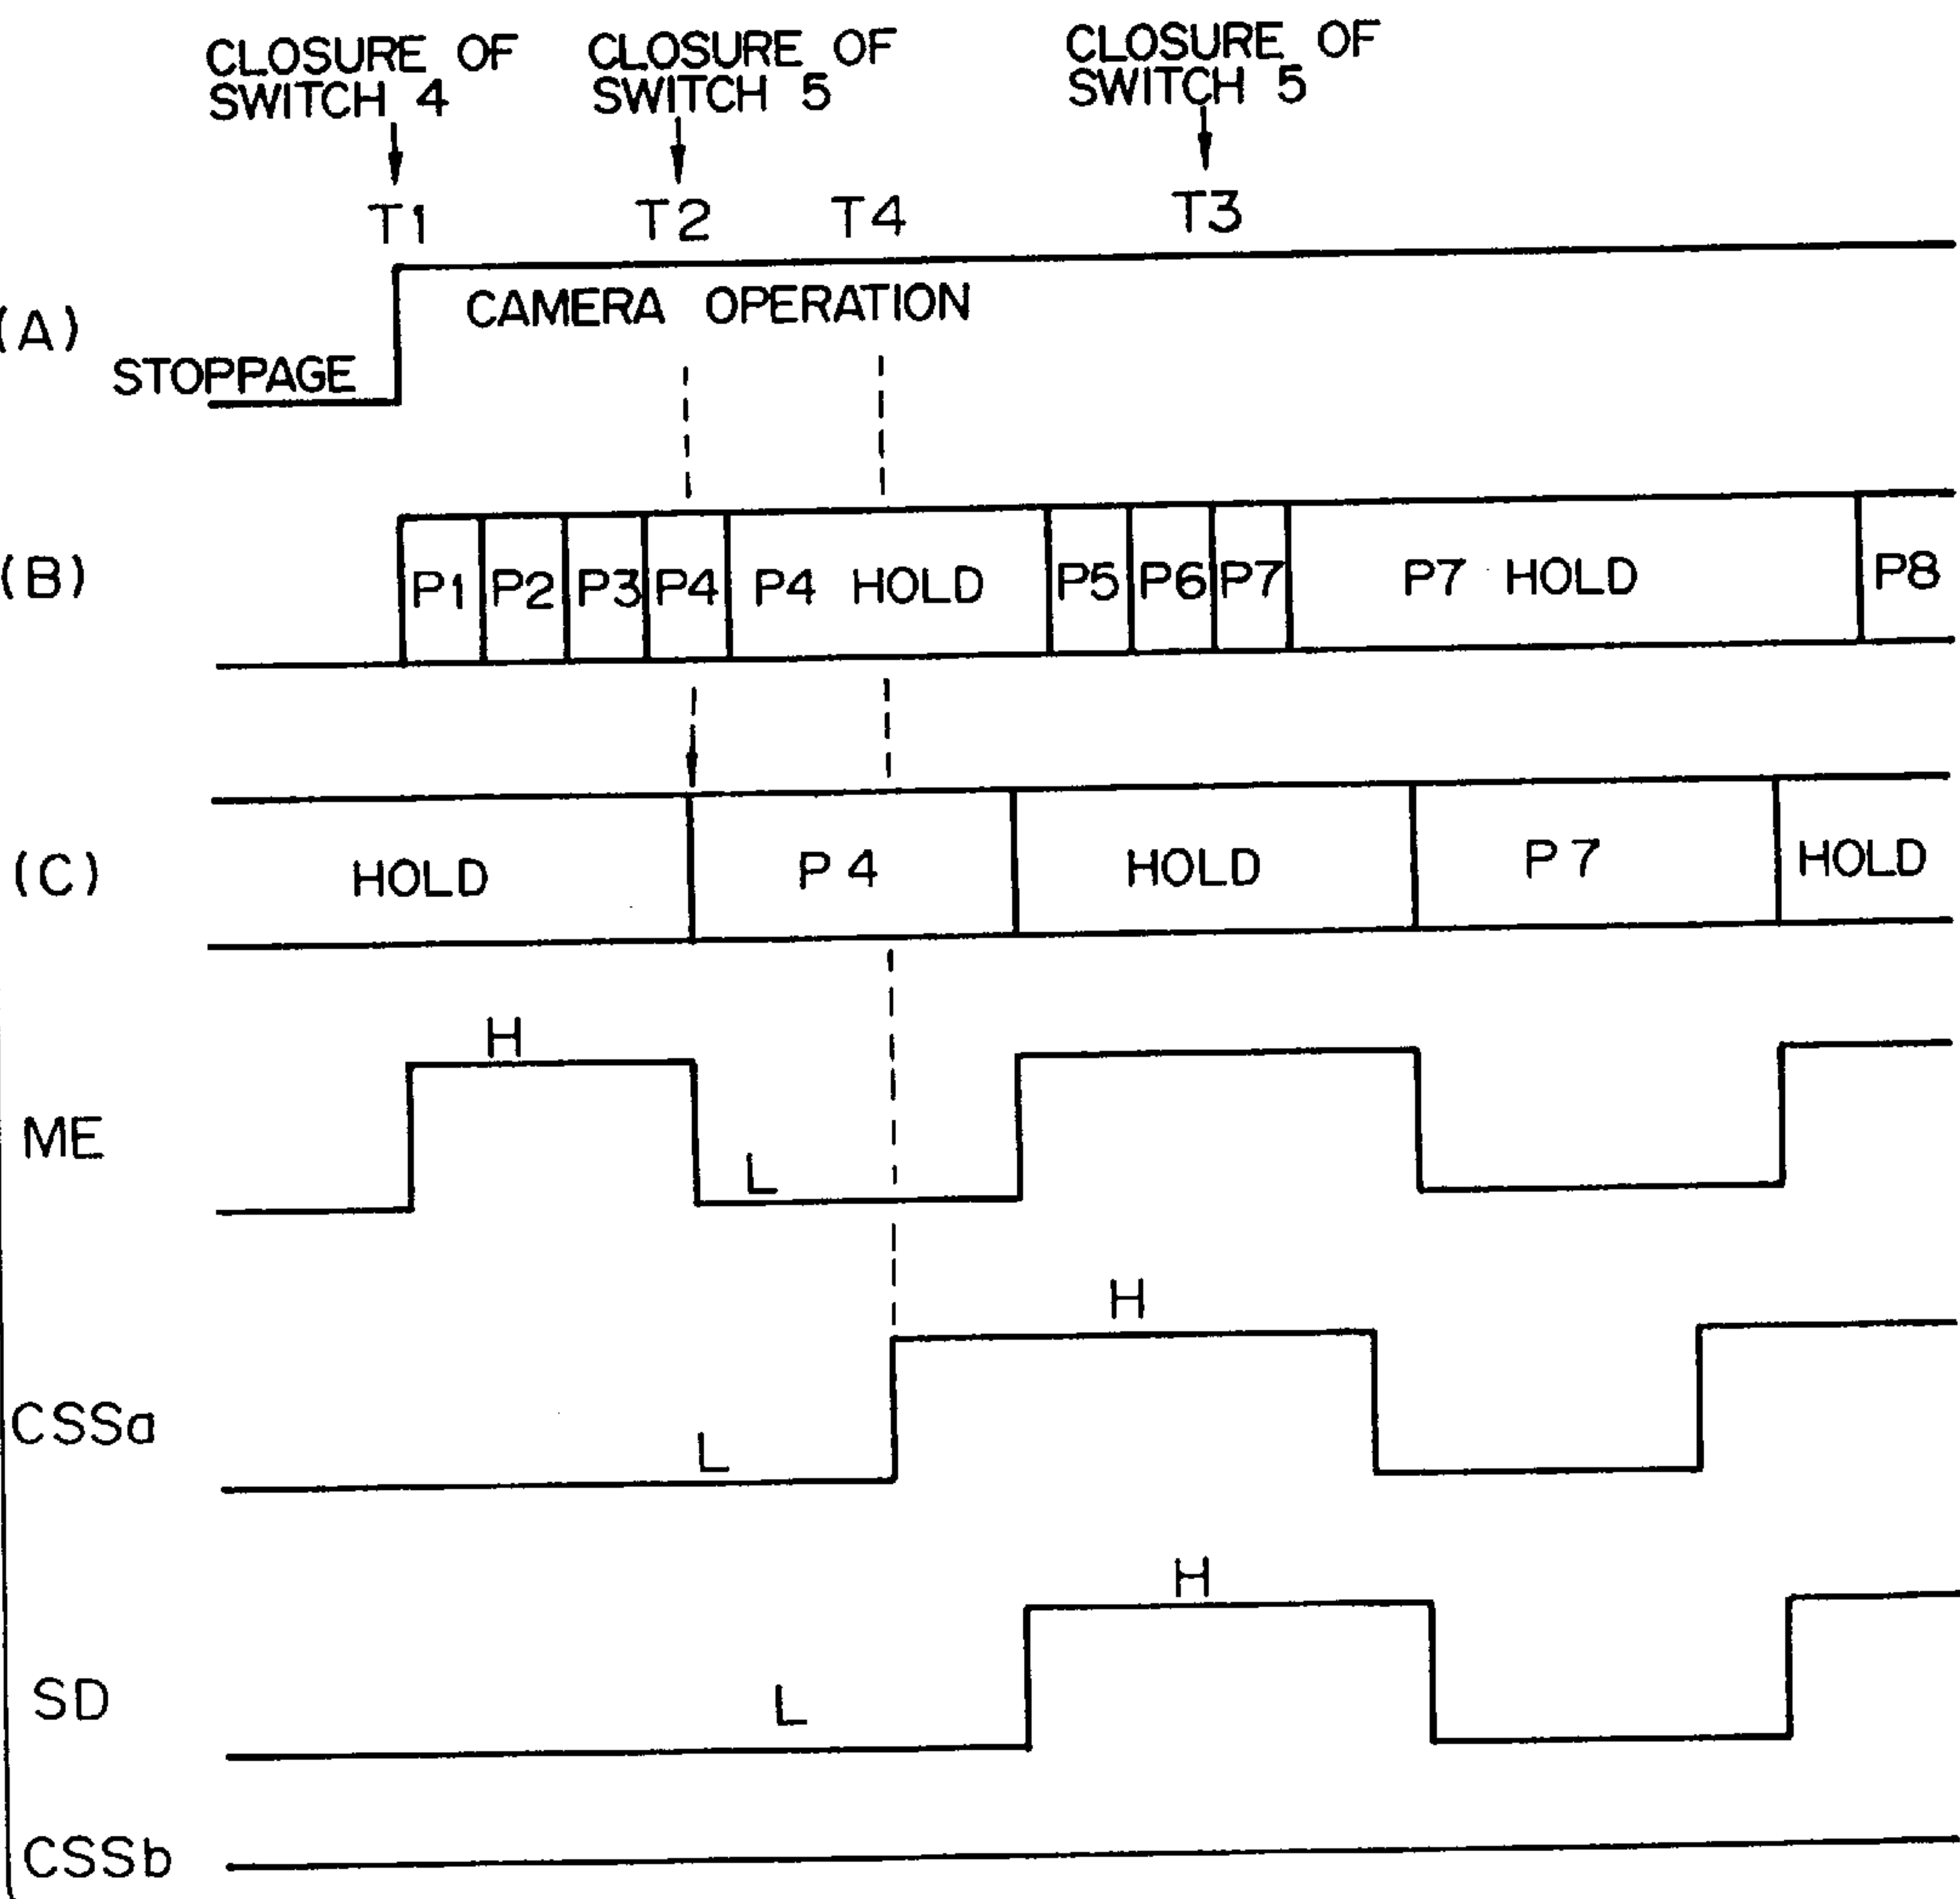 CLOSURE OF
SWITCH 4
CLOSURE OF
SWITCH 5
CLOSURE OF
SWITCH 5
T1
T2
T4
T3
(A)
CAMERA OPERATION
STOPPAGE
(B)
P1
P2
P3
P4
P4 HOLD
P5
P6
P7
P7 HOLD
P8
(C)
HOLD
P4
HOLD
P7
HOLD
ME
H
L
CSSa
L
H
SD
L
H
CSSb